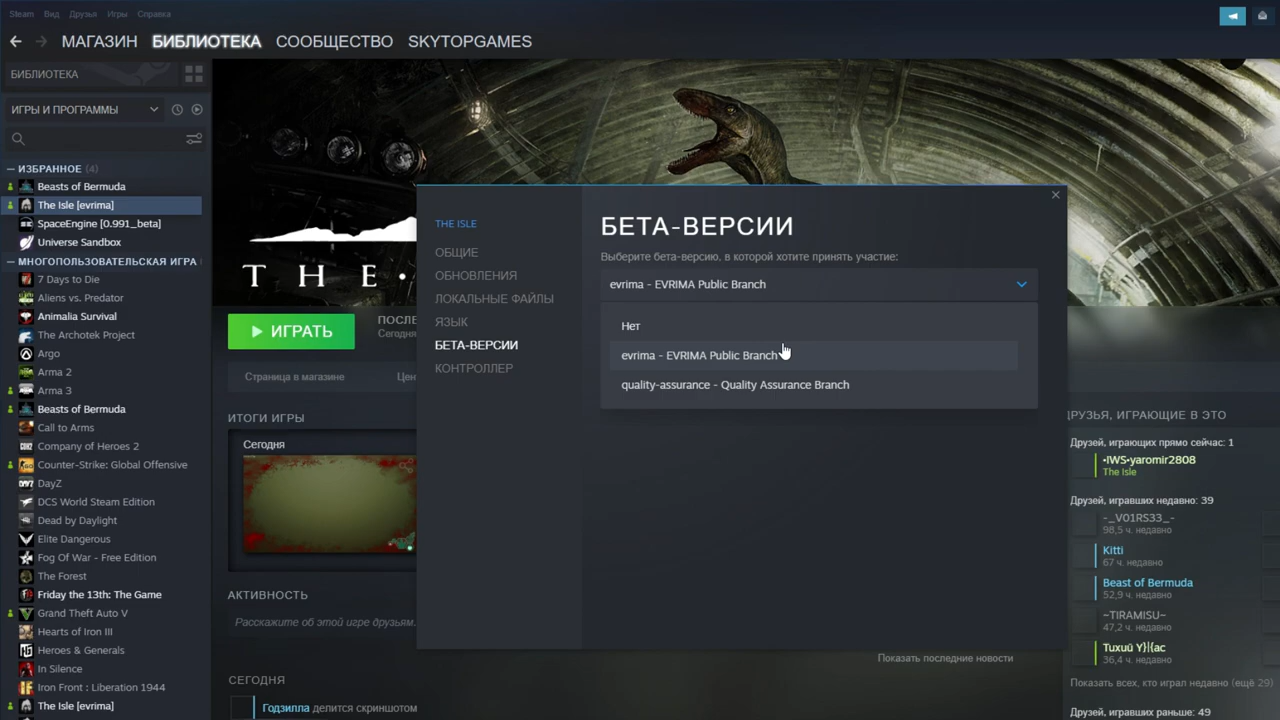 Steam Вид Друзья Игры Справка
МАГАЗИН БИБЛИОТЕКА СООБЩЕСТВО SKYTOPGAMES
БИБЛИОТЕКА
ИГРЫ И ПРОГРАММЫ
— ИЗБРАННОЕ (4)
Beasts of Bermuda
The Isle [evrima]
SpaceEngine [0.991_beta]
Universe Sandbox
— МНОГОПОЛЬЗОВАТЕЛЬСКАЯ ИГРА
7 Days to Die
Aliens vs. Predator
Animalia Survival
The Archotek Project
Argo
Arma 2
Arma 3
Beasts of Bermuda
Call to Arms
Company of Heroes 2
Counter-Strike: Global Offensive
DayZ
DCS World Steam Edition
Dead by Daylight
Elite Dangerous
Fog Of War - Free Edition
The Forest
Friday the 13th: The Game
Grand Theft Auto V
Hearts of Iron III
Heroes & Generals
In Silence
Iron Front : Liberation 1944
The Isle [evrima]
THE
ИГРАТЬ
ПОСЛЕ
Сегодня
Страница в магазине Цен
ИТОГИ ИГРЫ
Сегодня
АКТИВНОСТЬ
Расскажите об этой игре друзьям.
СЕГОДНЯ
Годзилла делится скриншотом
THE ISLE
ОБЩИЕ
ОБНОВЛЕНИЯ
ЛОКАЛЬНЫЕ ФАЙЛЫ
ЯЗЫК
БЕТА-ВЕРСИИ
КОНТРОЛЛЕР
БЕТА-ВЕРСИИ
Выберите бета-версию, в которой хотите принять участие:
evrima - EVRIMA Public Branch
Нет
evrima - EVRIMA Public Branch
quality-assurance - Quality Assurance Branch
Показать последние новости
ДРУЗЬЯ, ИГРАЮЩИЕ В ЭТО
Друзей, играющих прямо сейчас: 1
•IWS•yaromir2808
The Isle
Друзей, игравших недавно: 39
-_V01RS33_-
98,5 ч. недавно
Kitti
67 ч. недавно
Beast of Bermuda
52,9 ч. недавно
~TIRAMISU~
47,2 ч. недавно
36,4 ч. недавно
Показать всех, кто играл недавно (ещё 29)
Друзей, игравших раньше: 49